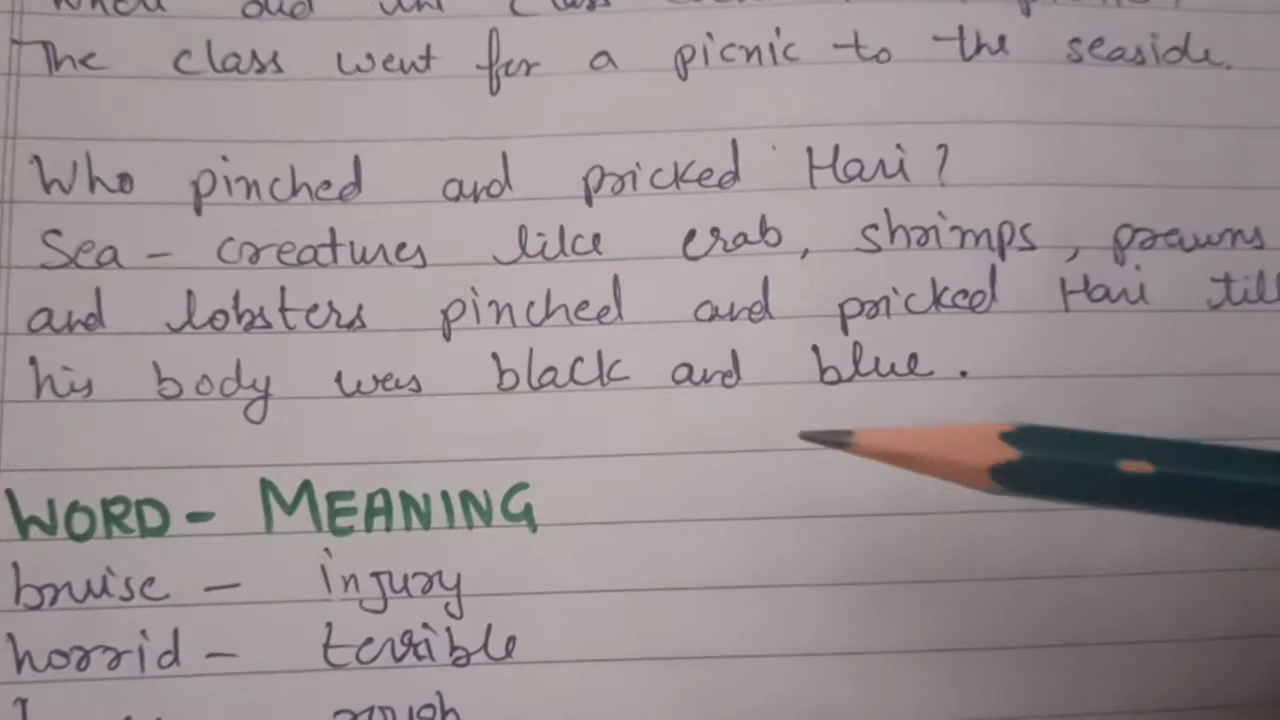 The class went for a picnic to the seaside.
Who pinched and pricked Hari?
Sea - creatures like crab, shrimps, prawns
and lobsters pinched and pricked Hari till
his body was black and blue.
WORD - MEANING
bruise - injury
horrid - terrible